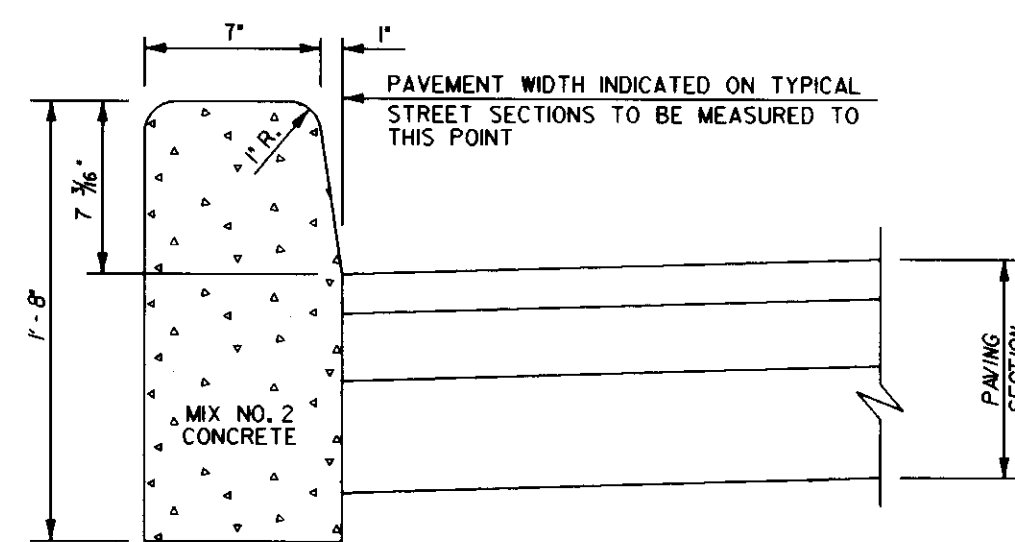 7"
1"
PAVEMENT WIDTH INDICATED ON TYPICAL
STREET SECTIONS TO BE MEASURED TO
THIS POINT
1" R.
7 3/16"
1'-8"
MIX NO. 2
CONCRETE
PAVING
SECTION